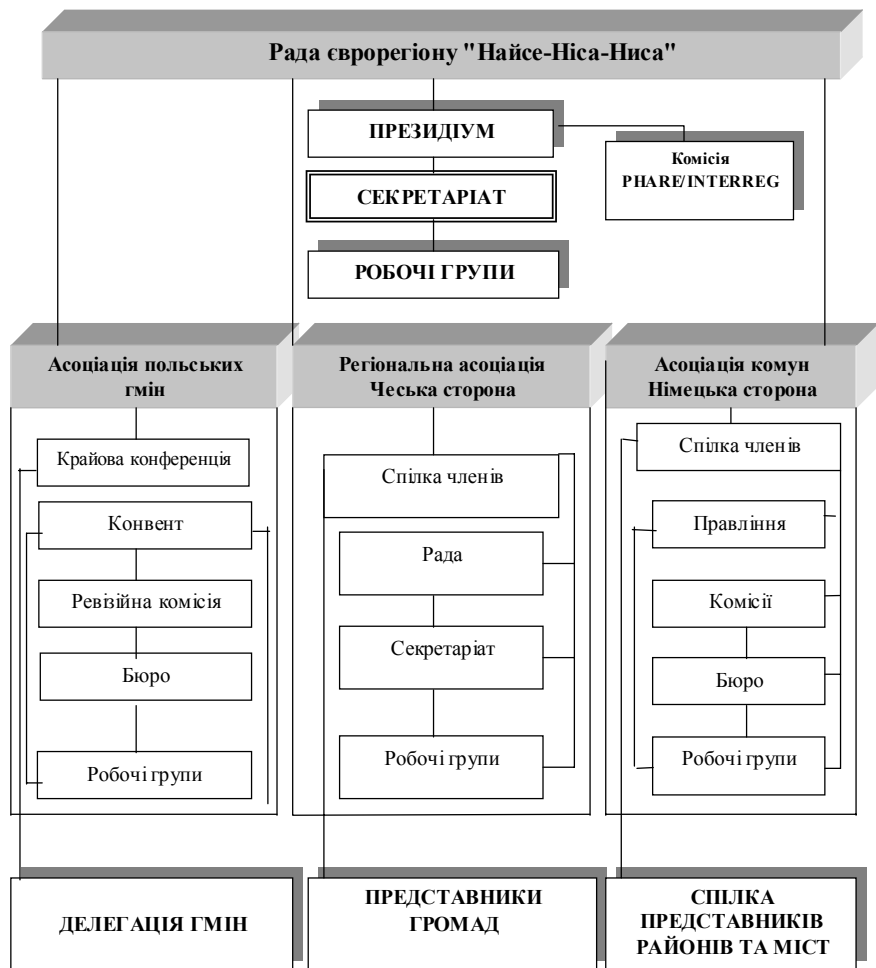 Рада єврорегіону "Найсе-Ніса-Ниса"
ПРЕЗИДІУМ
Комісія
PHARE/INTERREG
СЕКРЕТАРІАТ
РОБОЧІ ГРУПИ
Асоціація польських
гмін
Крайова конференція
Конвент
Ревізійна комісія
Бюро
Робочі групи
Регіональна асоціація
Чеська сторона
Спілка членів
Рада
Секретаріат
Робочі групи
Асоціація комун
Німецька сторона
Спілка членів
Правління
Комісії
Бюро
Робочі групи
ДЕЛЕГАЦІЯ ГМІН
ПРЕДСТАВНИКИ
ГРОМАД
СПІЛКА
ПРЕДСТАВНИКІВ
РАЙОНІВ ТА МІСТ